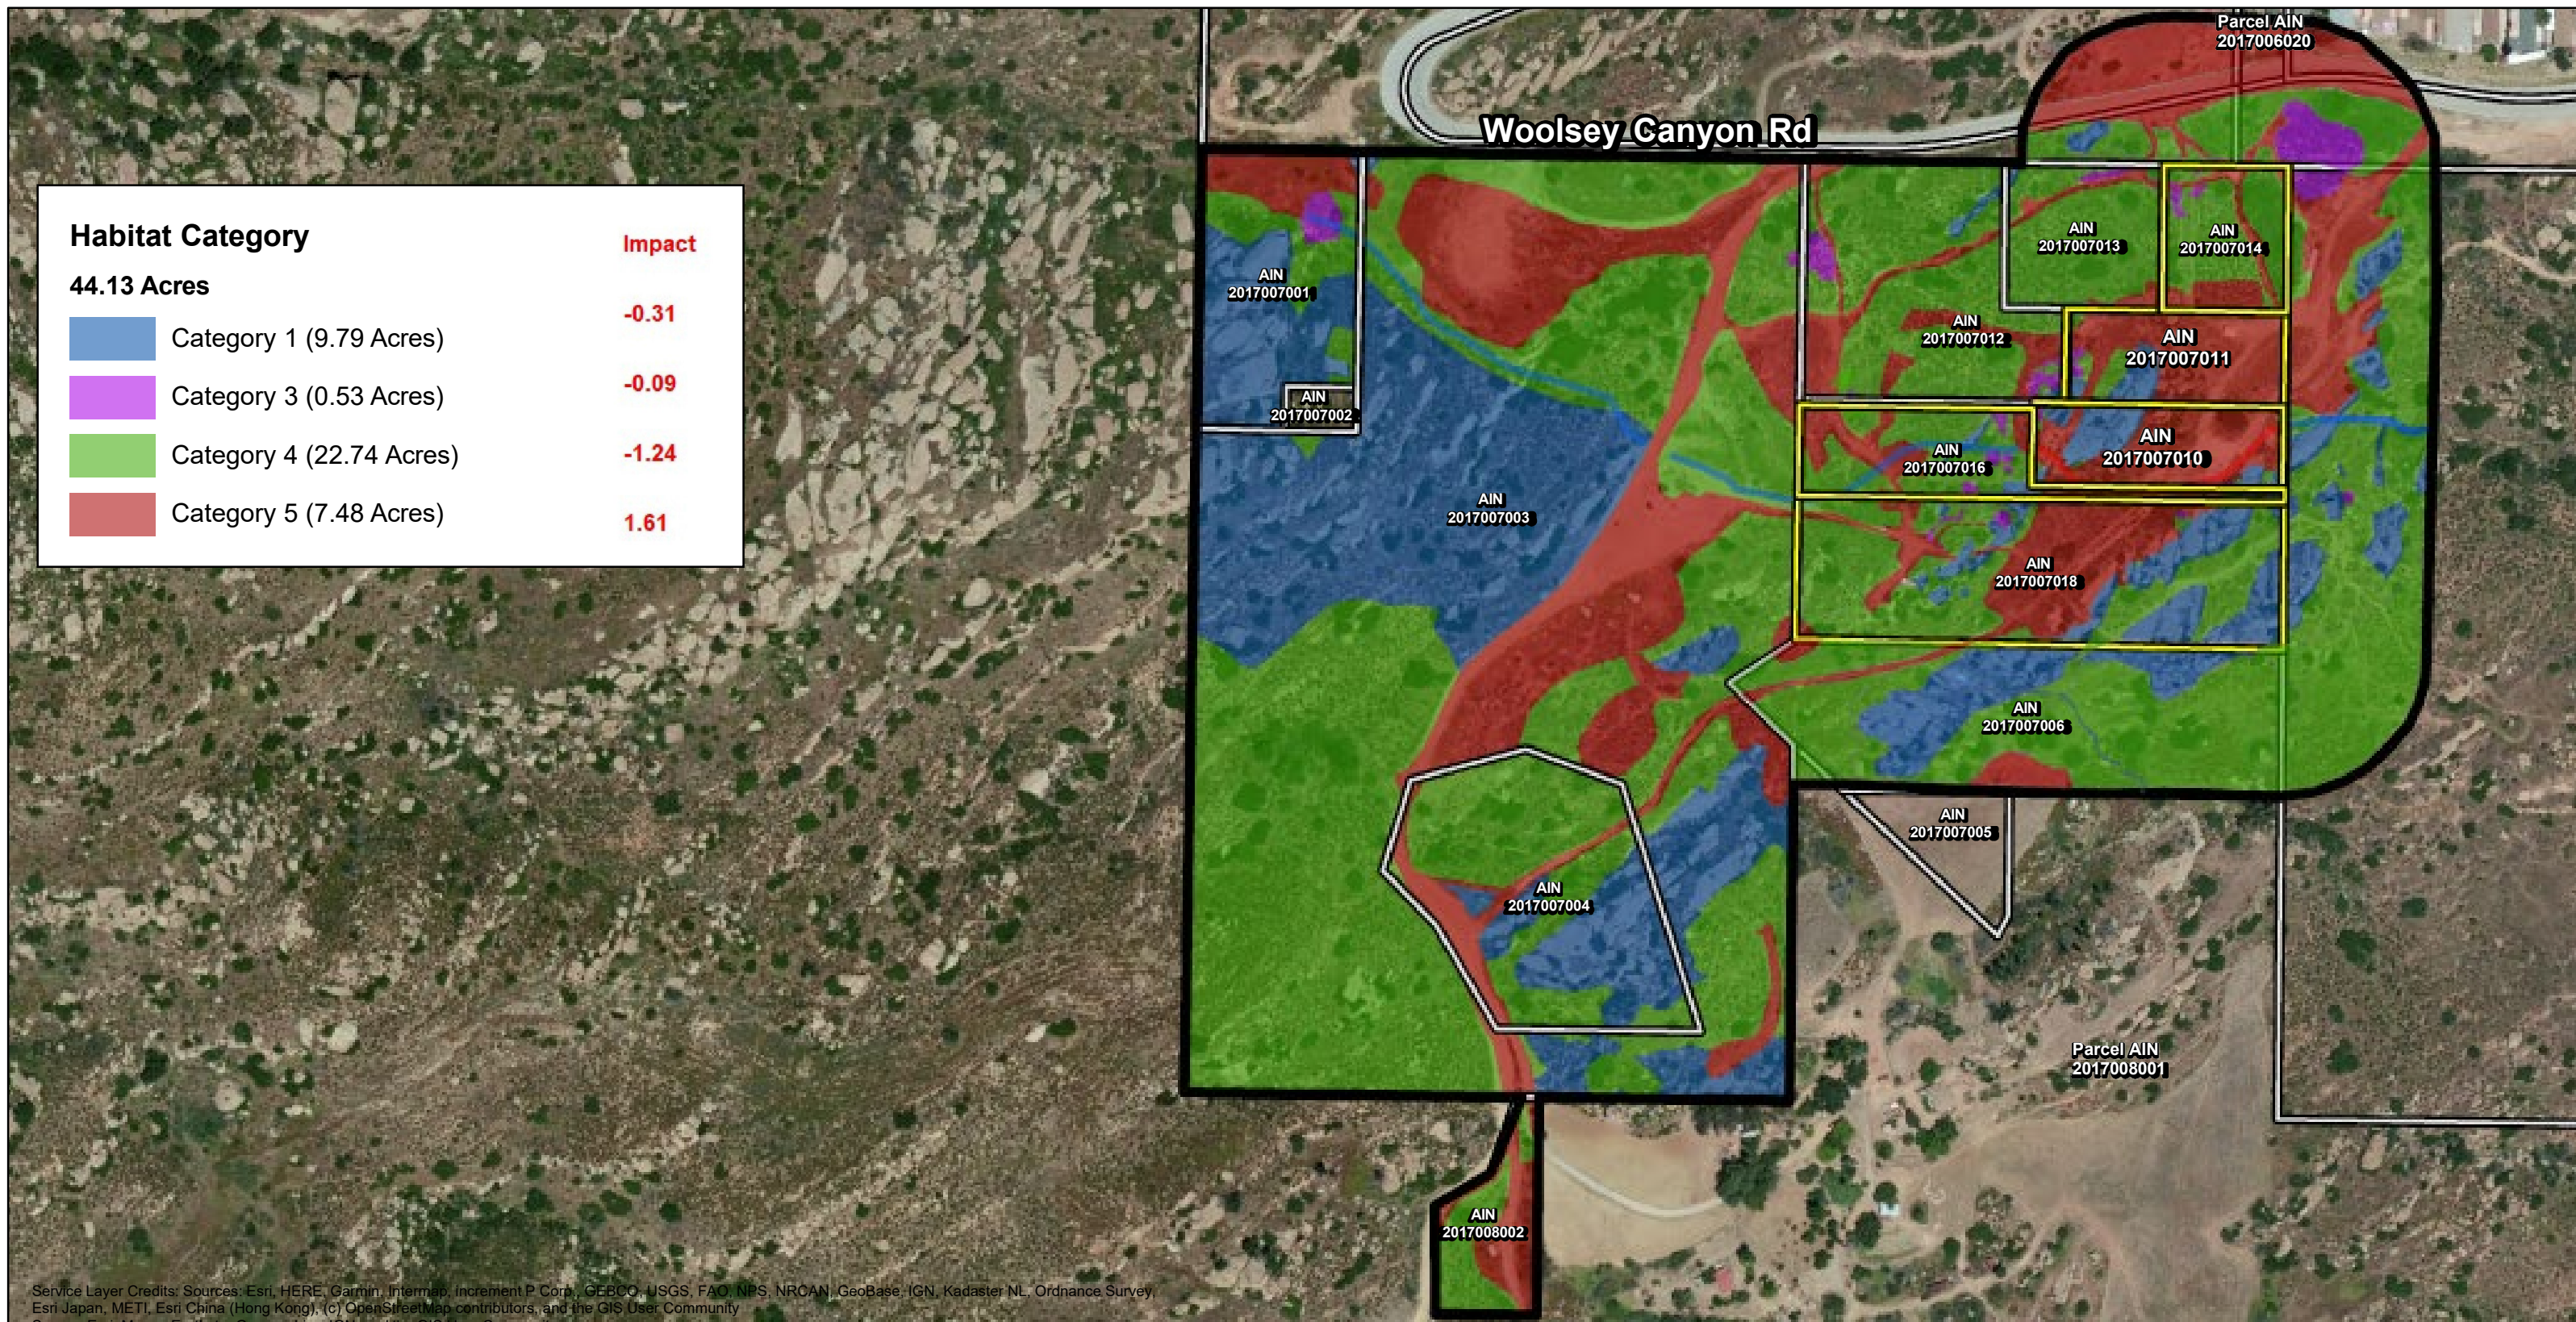 Parcel AIN
2017006020
Woolsey Canyon Rd
Habitat Category
Impact
44.13 Acres
-0.31
Category 1 (9.79 Acres)
-0.09
Category 3 (0.53 Acres)
-1.24
Category 4 (22.74 Acres)
1.61
Category 5 (7.48 Acres)
AIN
2017007001
AIN
2017007013
AIN
2017007014
AIN
2017007012
AIN
2017007011
AIN
2017007002
AIN
2017007016
AIN
2017007010
AIN
2017007003
AIN
2017007018
AIN
2017007006
AIN
2017007005
AIN
2017007004
Parcel AIN
2017008001
AIN
2017008002
Service Layer Credits: Sources: Esri, HERE, Garmin, Intermap, increment P Corp., GEBCO, USGS, FAO, NPS, NRCAN, GeoBase, IGN, Kadaster NL, Ordnance Survey,
Esri Japan, METI, Esri China (Hong Kong), (c) OpenStreetMap contributors, and the GIS User Community